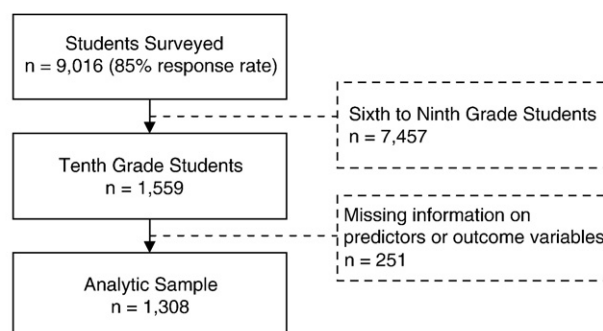 Students Surveyed
n = 9,016 (85% response rate)
Sixth to Ninth Grade Students
n = 7,457
Tenth Grade Students
n = 1,559
Missing information on
predictors or outcome variables
n = 251
Analytic Sample
n = 1,308